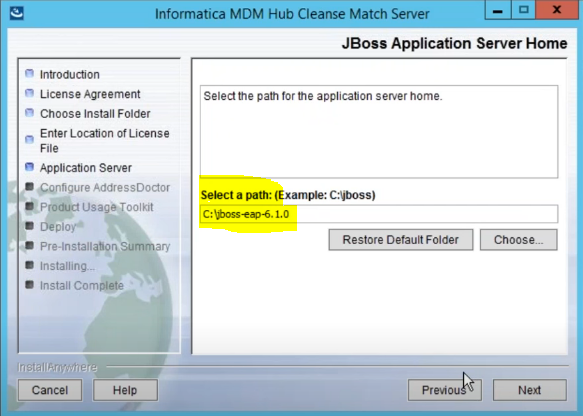 Informatica MDM Hub Cleanse Match Server
JBoss Application Server Home
Introduction
License Agreement
Choose Install Folder
Enter Location of License
File
Application Server
Configure AddressDoctor
Product Usage Toolkit
Deploy
Pre-Installation Summary
Installing...
Install Complete
Select the path for the application server home.
Select a path: (Example: C:\jboss)
C:\jboss-eap-6.1.0
Restore Default Folder
Choose...
InstallAnywhere
Cancel
Help
Previous
Next